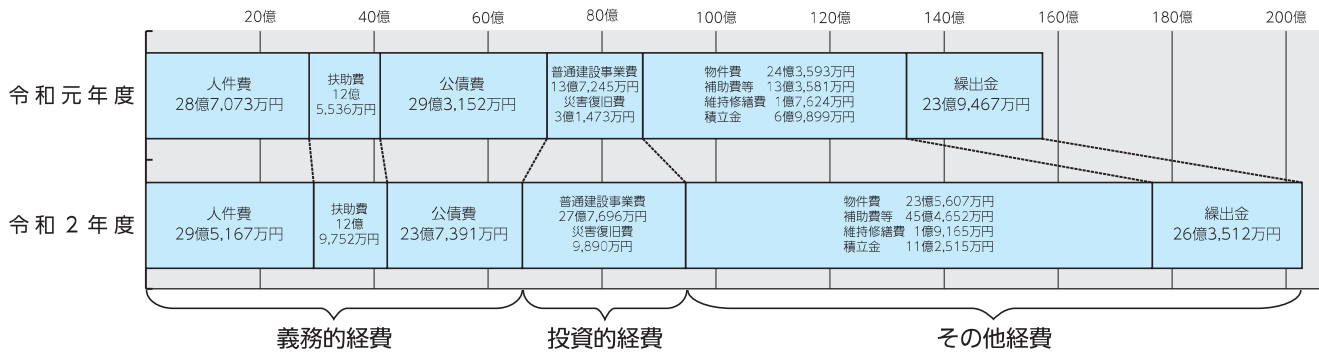 20億 40億 60億 80億 100億 120億 140億 160億 180億 200億
令和元年度
人件費
28億7,073万円
扶助費
12億
5,536万円
公債費
29億3,152万円
普通建設事業費
13億7,245万円
災害復旧費
3億1,473万円
物件費 24億3,593万円
補助費等 13億3,581万円
維持修繕費 1億7,624万円
積立金 6億9,899万円
繰出金
23億9,467万円
令和2年度
人件費
29億5,167万円
扶助費
12億
9,752万円
公債費
23億7,391万円
普通建設事業費
27億7,696万円
災害復旧費
9,890万円
物件費 23億5,607万円
補助費等 45億4,652万円
維持修繕費 1億9,165万円
積立金 11億2,515万円
繰出金
26億3,512万円
義務的経費 投資的経費 その他経費